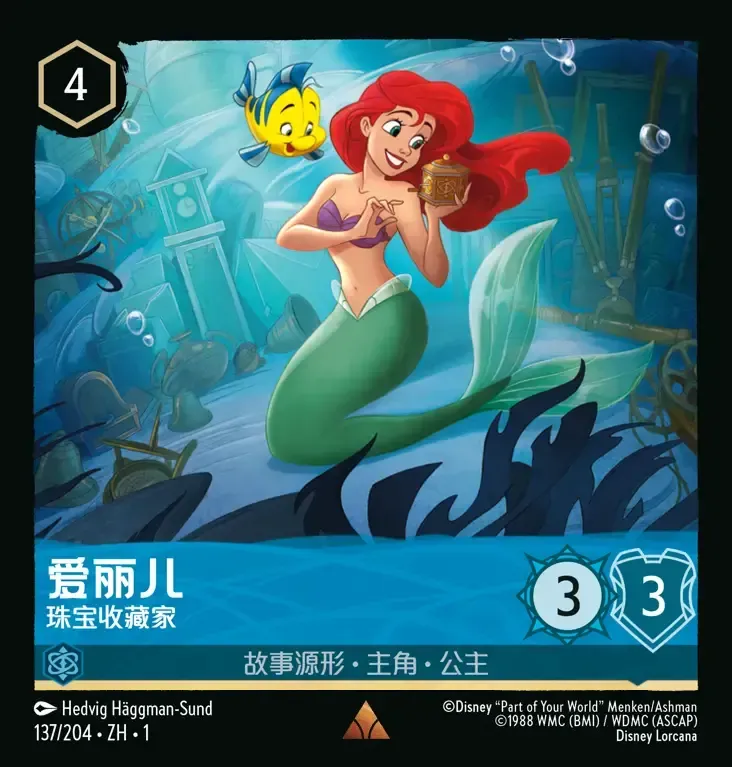 4
爱丽儿
珠宝收藏家
3
3
故事源形・主角・公主
Hedvig Häggman-Sund
137/204 • ZH • 1
©Disney “Part of Your World” Menken/Ashman
©1988 WMC (BMI) / WDMC (ASCAP)
Disney Lorcana